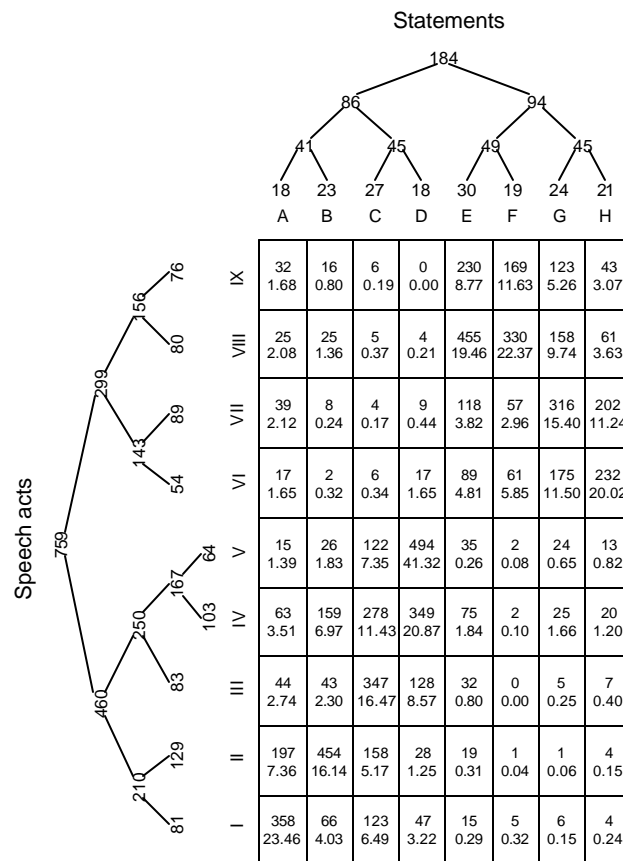 Statements
184
86 94
41 45 49 45
18 23 27 18 30 19 24 21
A B C D E F G H
Speech acts
759
299 460
156 143 250 210
167
76 80 89 54 64 103 83 129 81
IX 32 16 6 0 230 169 123 43
1.68 0.80 0.19 0.00 8.77 11.63 5.26 3.07
VIII 25 25 5 4 455 330 158 61
2.08 1.36 0.37 0.21 19.46 22.37 9.74 3.63
VII 39 8 4 9 118 57 316 202
2.12 0.24 0.17 0.44 3.82 2.96 15.40 11.24
VI 17 2 6 17 89 61 175 232
1.65 0.32 0.34 1.65 4.81 5.85 11.50 20.02
V 15 26 122 494 35 2 24 13
1.39 1.83 7.35 41.32 0.26 0.08 0.65 0.82
IV 63 159 278 349 75 2 25 20
3.51 6.97 11.43 20.87 1.84 0.10 1.66 1.20
III 44 43 347 128 32 0 5 7
2.74 2.30 16.47 8.57 0.80 0.00 0.25 0.40
II 197 454 158 28 19 1 1 4
7.36 16.14 5.17 1.25 0.31 0.04 0.06 0.15
I 358 66 123 47 15 5 6 4
23.46 4.03 6.49 3.22 0.29 0.32 0.15 0.24